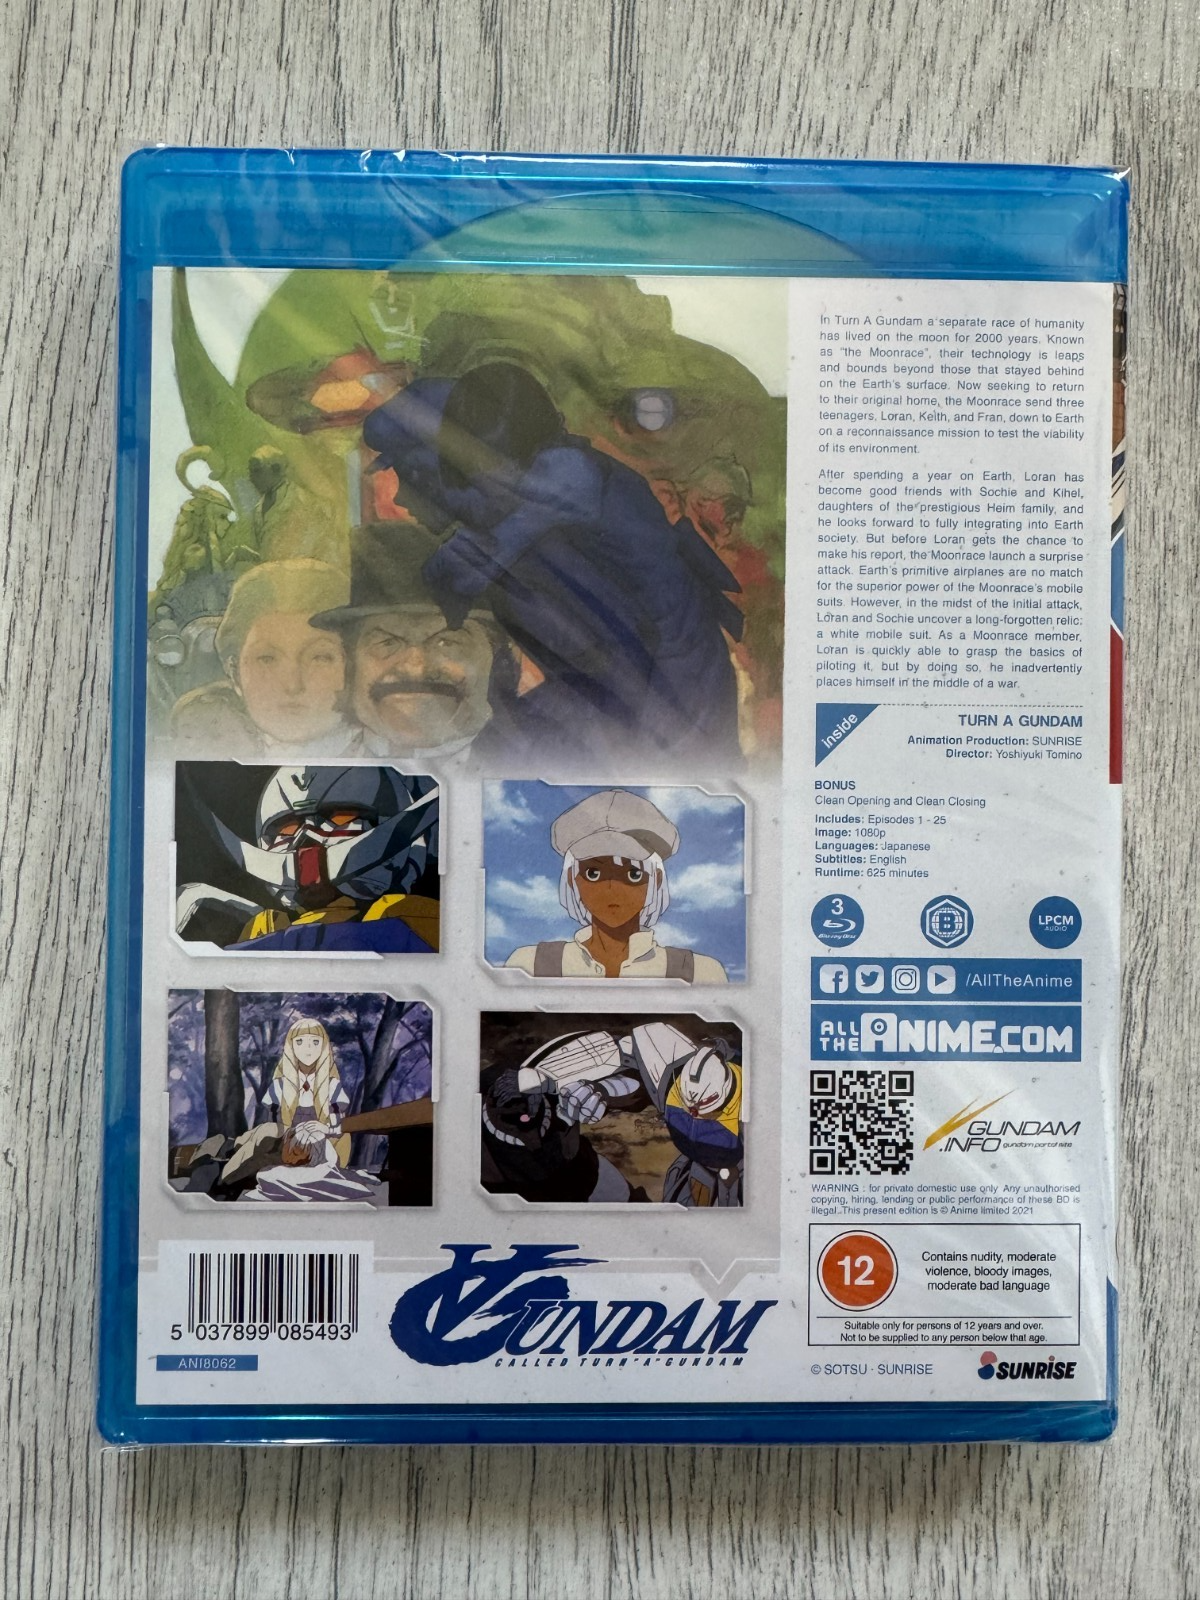 In Turn A Gundam a separate race of humanity
has lived on the moon for 2000 years. Known
as "the Moonrace", their technology is leaps
and bounds beyond those that stayed behind
on the Earth's surface. Now seeking to return
to their original home, the Moonrace send three
teenagers, Loran, Keith, and Fran, down to Earth
on a reconnaissance mission to test the viability
of its environment.
After spending a year on Earth, Loran has
become good friends with Sochie and Kihel,
daughters of the prestigious Heim family, and
he looks forward to fully integrating into Earth
society. But before Loran gets the chance to
make his report, the Moonrace launch a surprise
attack. Earth's primitive airplanes are no match
for the superior power of the Moonrace's mobile
suits. However, in the midst of the initial attack,
Loran and Sochie uncover a long-forgotten relic:
a white mobile suit. As a Moonrace member,
Loran is quickly able to grasp the basics of
piloting it, but by doing so, he inadvertently
places himself in the middle of a war.
inside
TURN A GUNDAM
Animation Production: SUNRISE
Director: Yoshiyuki Tomino
BONUS
Clean Opening and Clean Closing
Includes: Episodes 1 - 25
Image: 1080p
Languages: Japanese
Subtitles: English
Runtime: 625 minutes
3
Blu-ray Disc
B
LPCM
AUDIO
/AllTheAnime
ALL THE ANIME.COM
GUNDAM
.INFO gundam portal site
WARNING : for private domestic use only. Any unauthorised
copying, hiring, lending or public performance of these BD is
illegal. This present edition is © Anime limited 2021
12
Contains nudity, moderate
violence, bloody images,
moderate bad language
Suitable only for persons of 12 years and over.
Not to be supplied to any person below that age.
© SOTSU · SUNRISE
SUNRISE
5 037899 085493
ANI8062
∀GUNDAM
CALLED TURN "A" GUNDAM